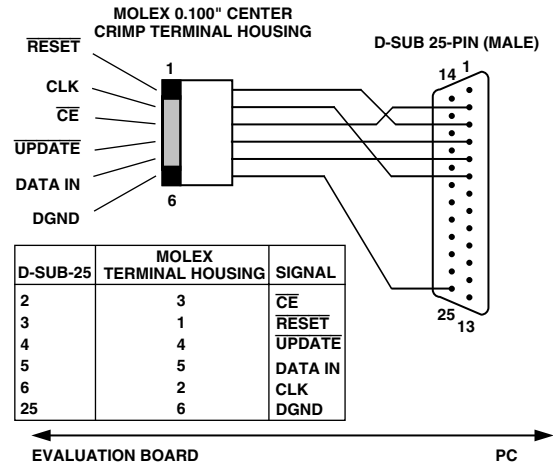 MOLEX 0.100" CENTER
CRIMP TERMINAL HOUSING
D-SUB 25-PIN (MALE)
RESET
CLK
CE
UPDATE
DATA IN
DGND
1
6
14 1
25
13
D-SUB-25 MOLEX TERMINAL HOUSING SIGNAL
2 3 CE
3 1 RESET
4 4 UPDATE
5 5 DATA IN
6 2 CLK
25 6 DGND
EVALUATION BOARD PC